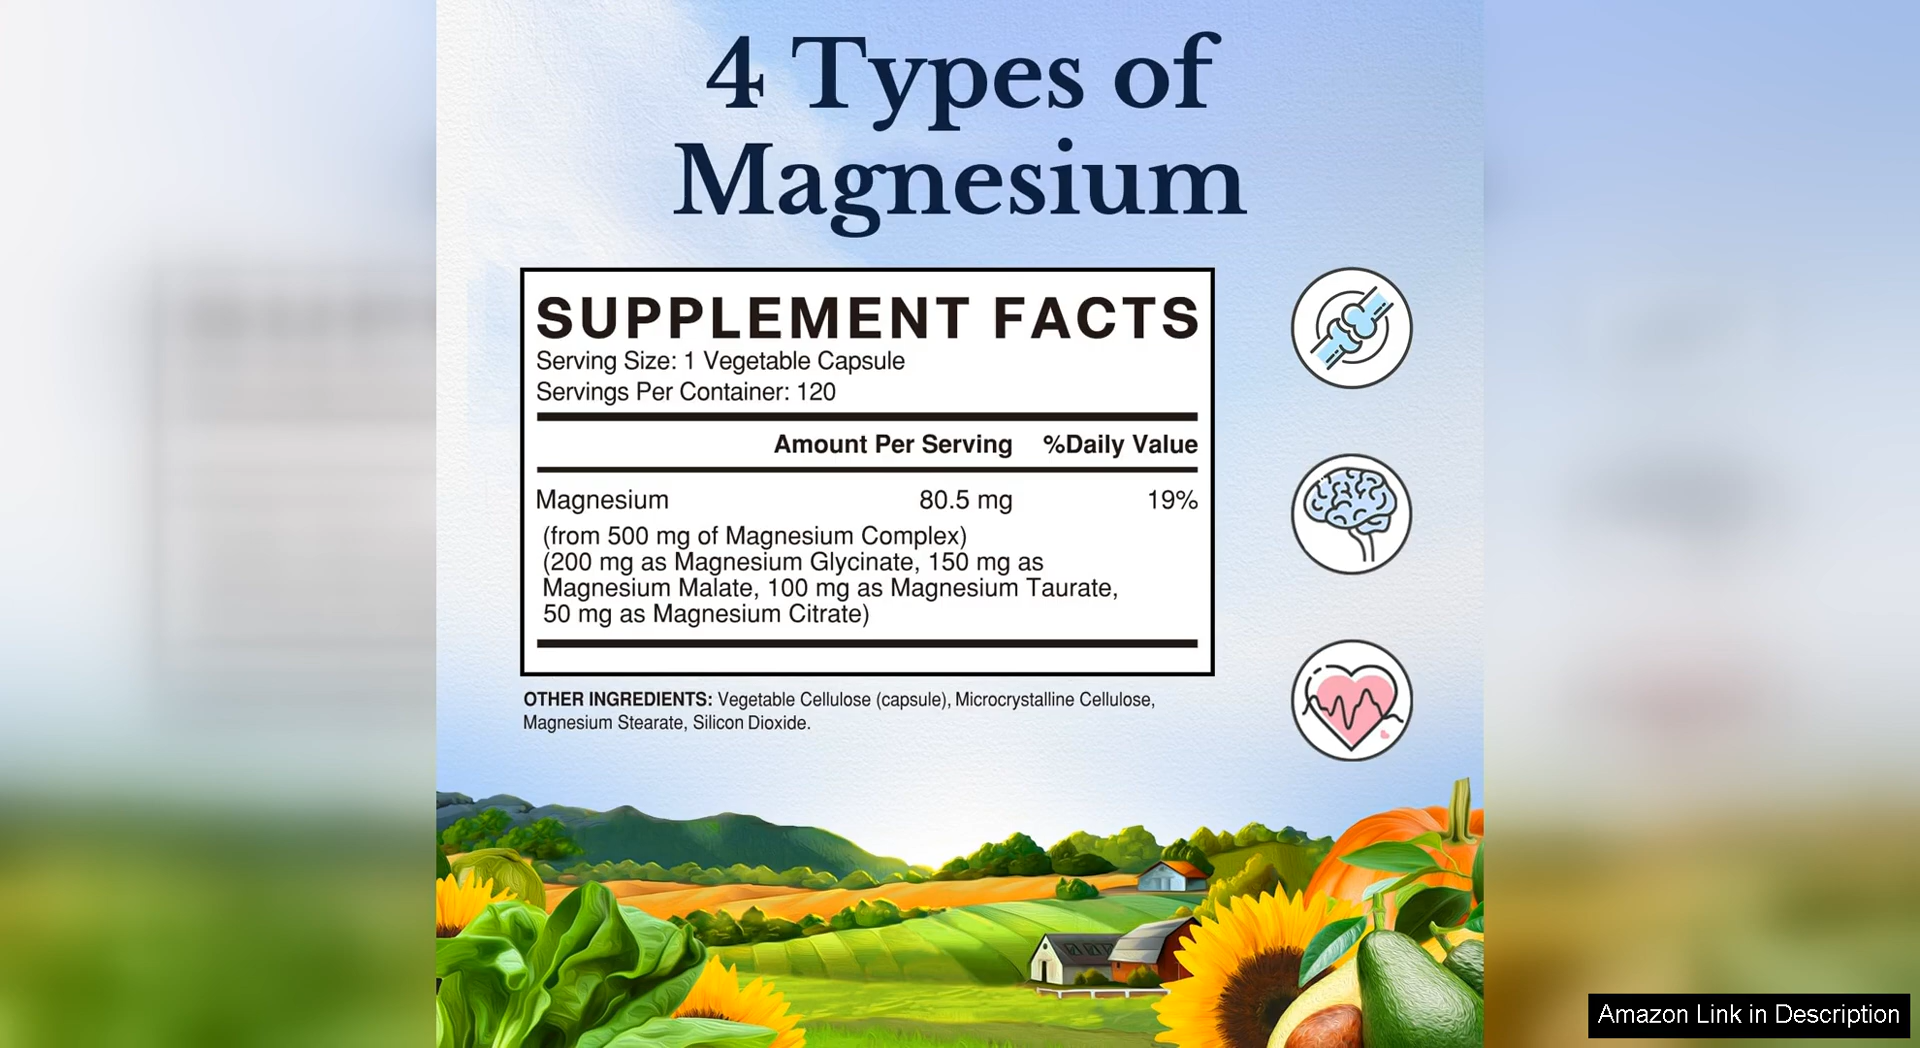 4 Types of
Magnesium
SUPPLEMENT FACTS
Serving Size: 1 Vegetable Capsule
Servings Per Container: 120
Amount Per Serving %Daily Value
Magnesium 80.5 mg 19%
(from 500 mg of Magnesium Complex)
(200 mg as Magnesium Glycinate, 150 mg as
Magnesium Malate, 100 mg as Magnesium Taurate,
50 mg as Magnesium Citrate)
OTHER INGREDIENTS: Vegetable Cellulose (capsule), Microcrystalline Cellulose,
Magnesium Stearate, Silicon Dioxide.
Amazon Link in Description